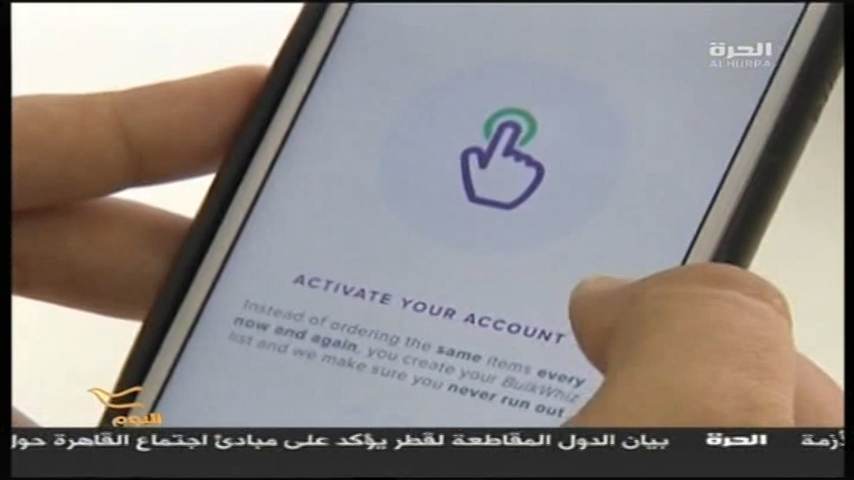 الحرة
ALHURRA
ACTIVATE YOUR ACCOUNT
Instead of ordering the same items every
now and again, you create your BulkWhiz
list and we make sure you never run out
اليوم
أزمة الحرة بيان الدول المقاطعة لقطر يؤكد على مبادئ اجتماع القاهرة حول